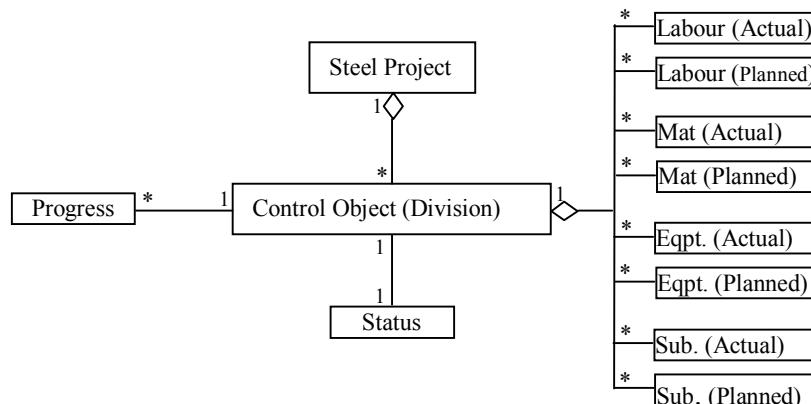 *
Labour (Actual)
Steel Project
*
Labour (Planned)
1
*
Mat (Actual)
*
*
Mat (Planned)
Progress
*
1
Control Object (Division)
1
*
Eqpt. (Actual)
1
*
Eqpt. (Planned)
1
Status
*
Sub. (Actual)
*
Sub. (Planned)